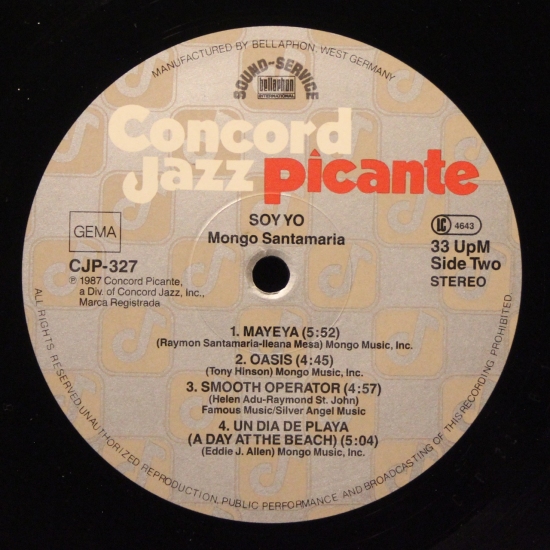 MANUFACTURED BY BELLAPHON, WEST GERMANY
SOUND-SERVICE
bellaphon
INTERNATIONAL
Concord
Jazz picante
SOY YO
Mongo Santamaria
GEMA
LC 4643
CJP-327
33 UpM
Side Two
STEREO
℗ 1987 Concord Picante,
a Div. of Concord Jazz, Inc.,
Marca Registrada
1. MAYEYA (5:52)
(Raymon Santamaria-Ileana Mesa) Mongo Music, Inc.
2. OASIS (4:45)
(Tony Hinson) Mongo Music, Inc.
3. SMOOTH OPERATOR (4:57)
(Helen Adu-Raymond St. John)
Famous Music/Silver Angel Music
4. UN DIA DE PLAYA
(A DAY AT THE BEACH) (5:04)
(Eddie J. Allen) Mongo Music, Inc.
ALL RIGHTS RESERVED, UNAUTHORIZED REPRODUCTION, PUBLIC PERFORMANCE AND BROADCASTING OF THIS RECORDING PROHIBITED.